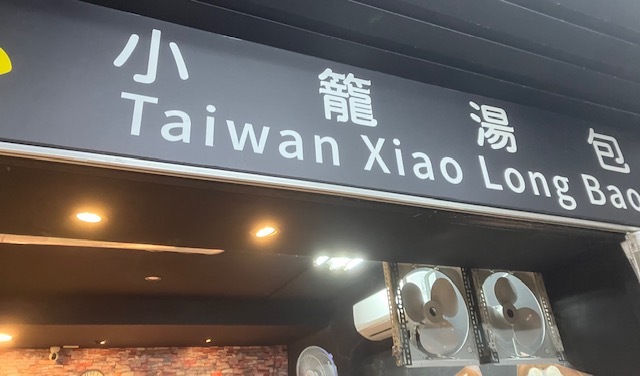 小籠湯包
Taiwan Xiao Long Bao